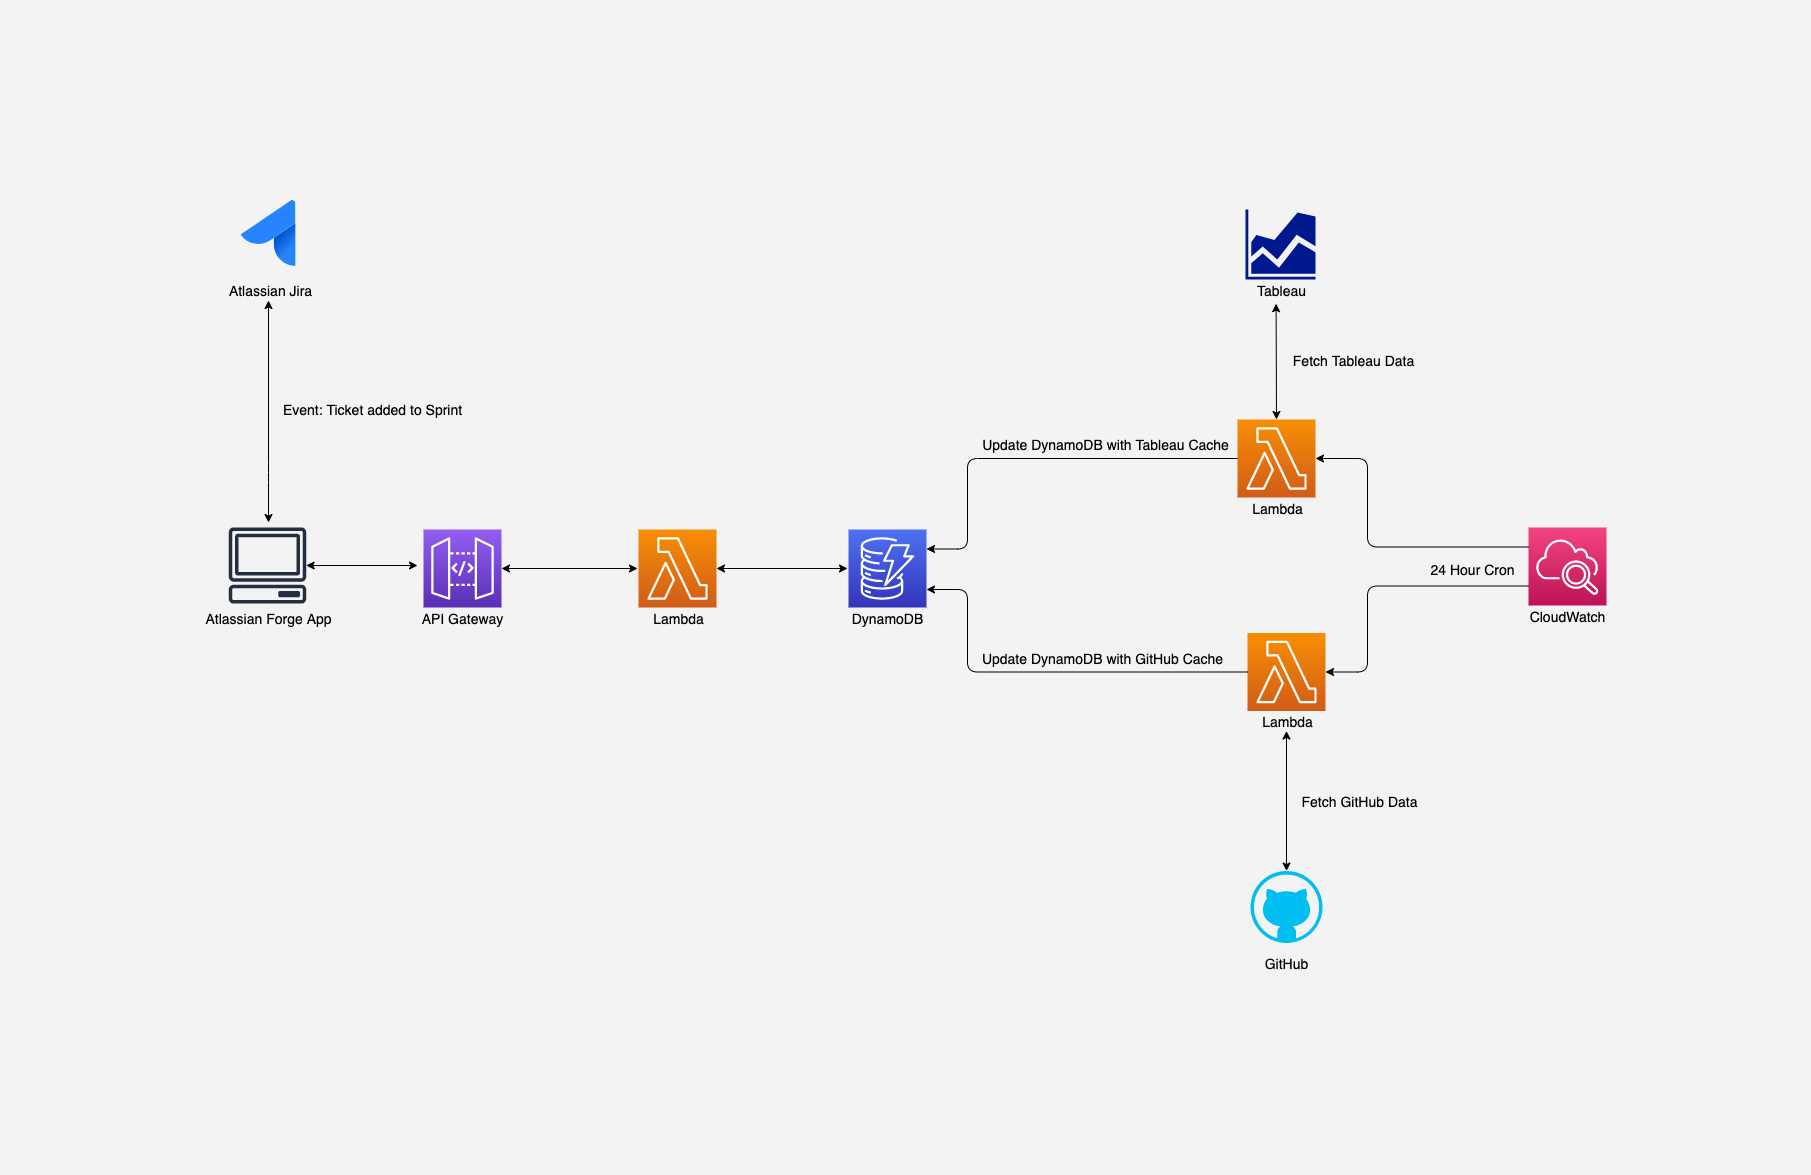 Atlassian Jira
Tableau
Fetch Tableau Data
Event: Ticket added to Sprint
Update DynamoDB with Tableau Cache
Lambda
24 Hour Cron
CloudWatch
Atlassian Forge App
API Gateway
Lambda
DynamoDB
Update DynamoDB with GitHub Cache
Lambda
Fetch GitHub Data
GitHub